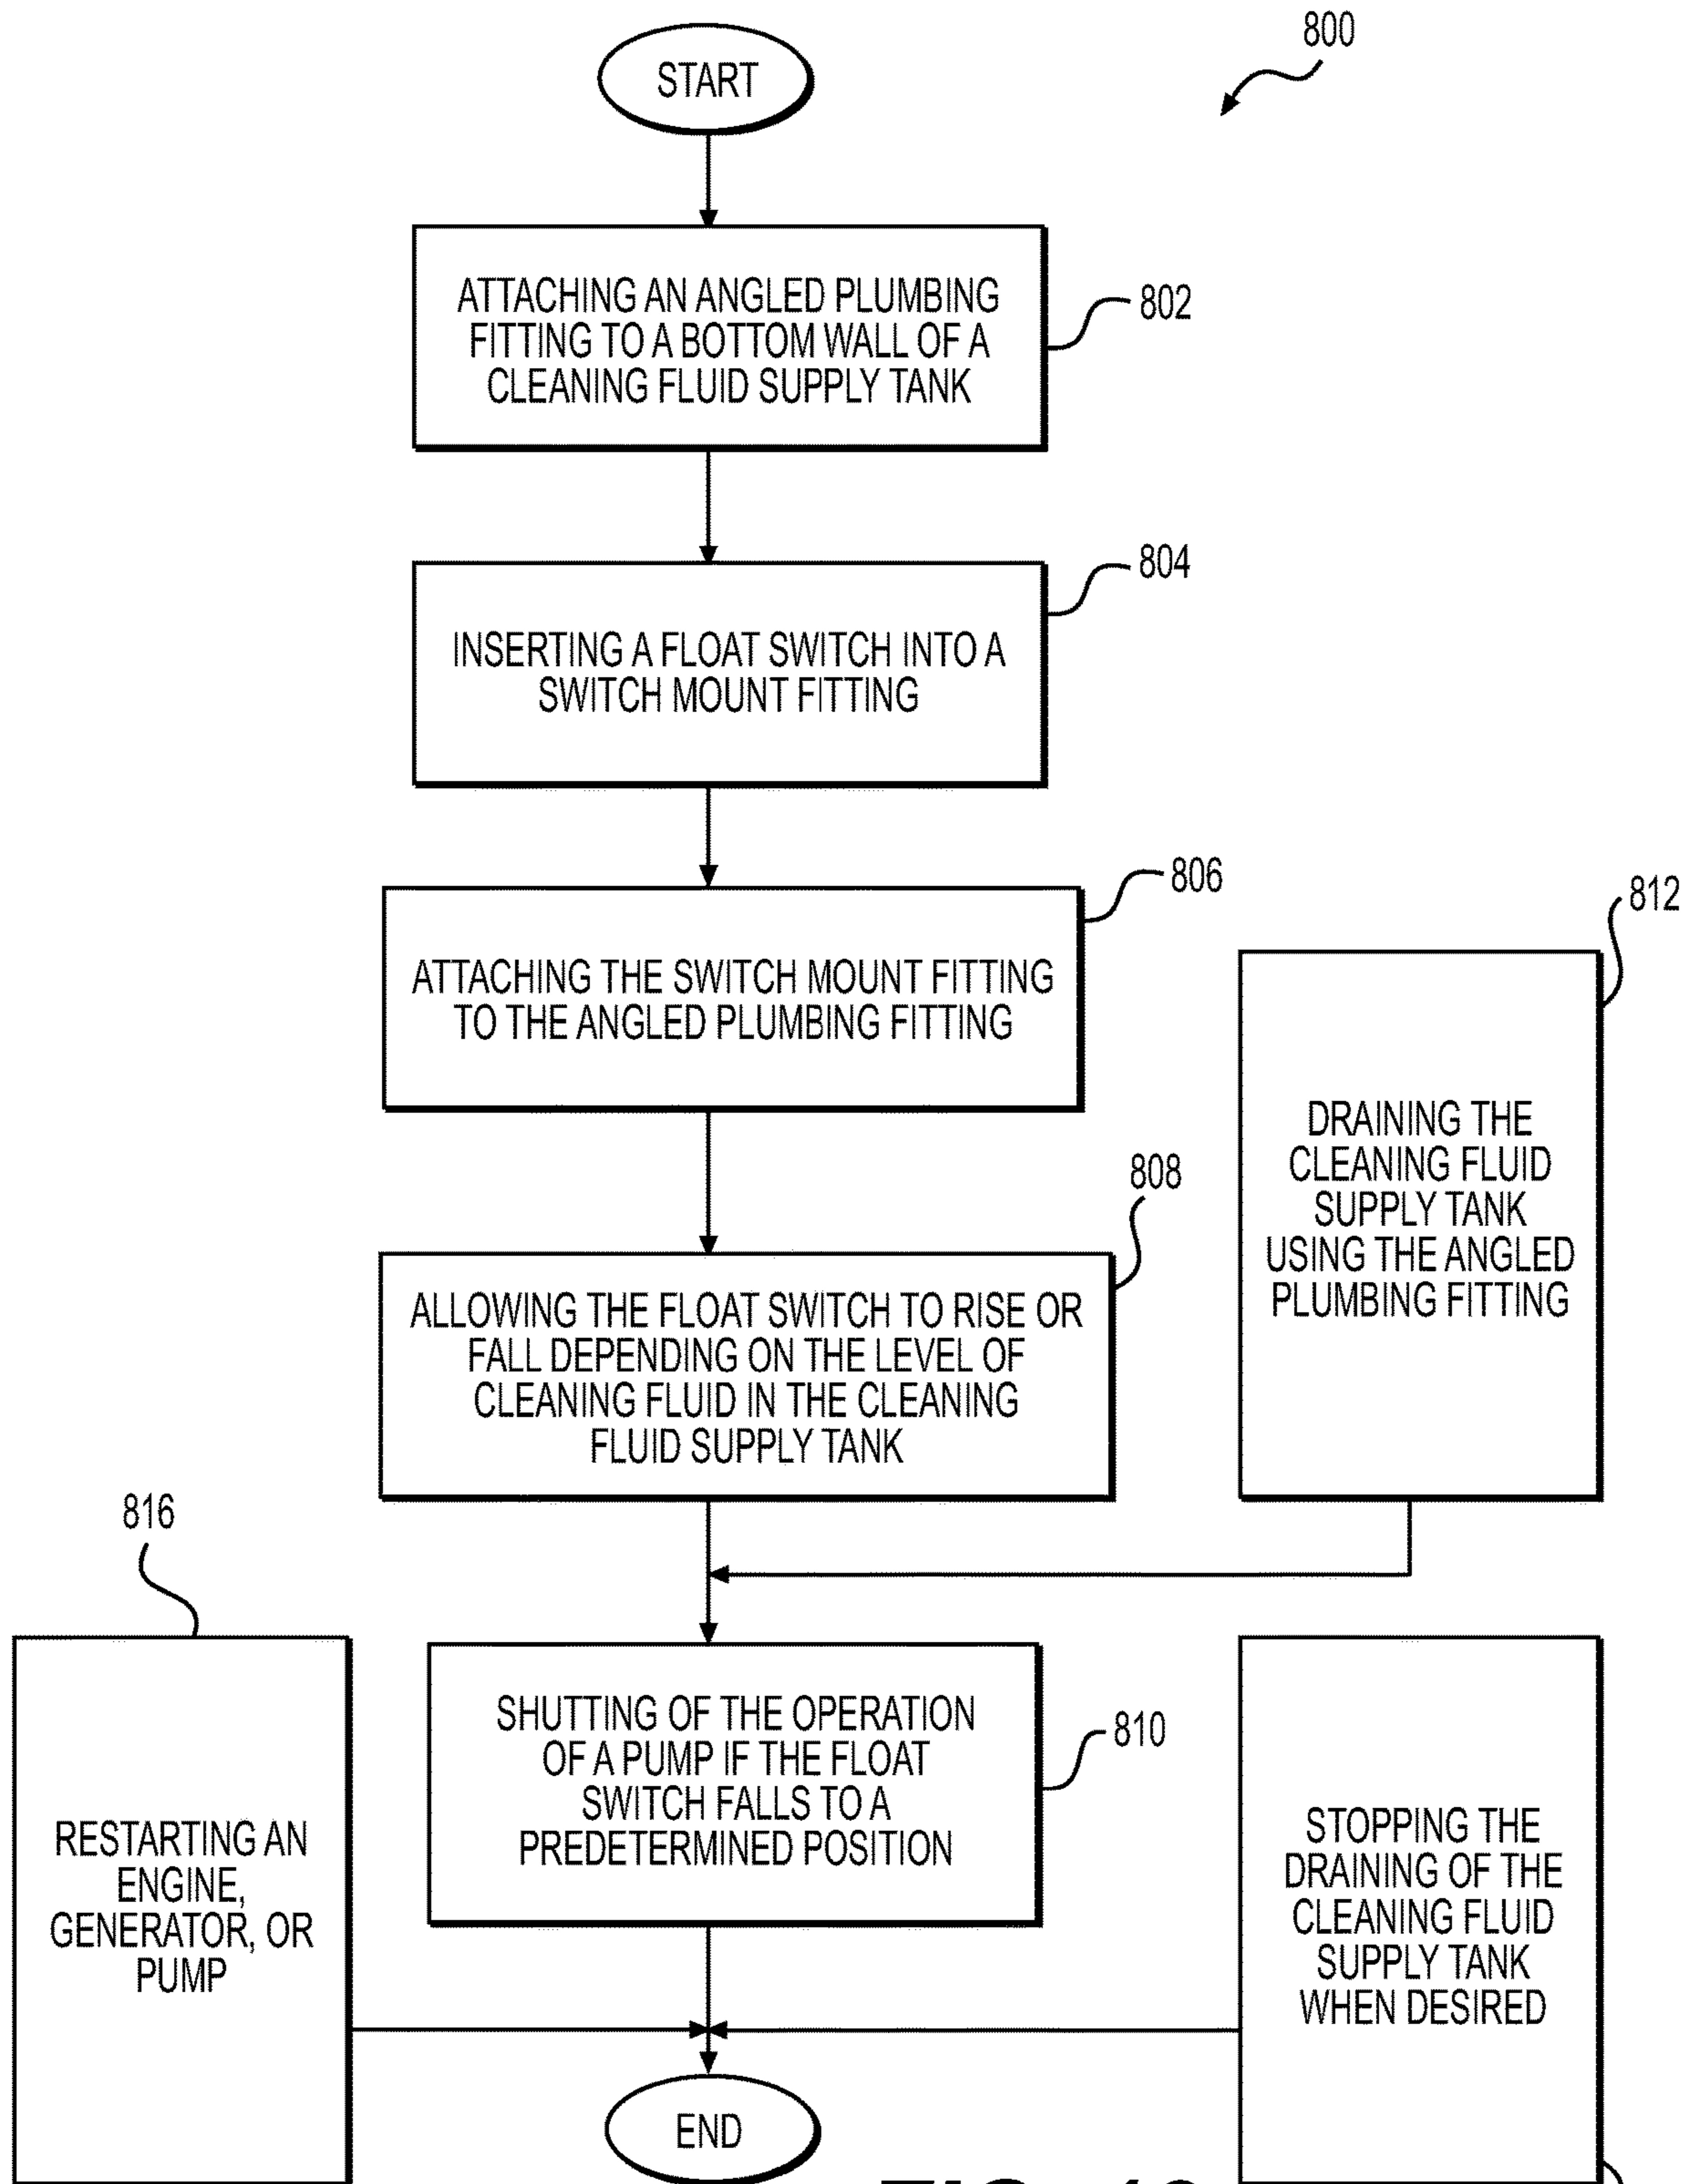 800
START
ATTACHING AN ANGLED PLUMBING
FITTING TO A BOTTOM WALL OF A
CLEANING FLUID SUPPLY TANK
802
804
INSERTING A FLOAT SWITCH INTO A
SWITCH MOUNT FITTING
806
ATTACHING THE SWITCH MOUNT FITTING
TO THE ANGLED PLUMBING FITTING
812
DRAINING THE
CLEANING FLUID
SUPPLY TANK
USING THE ANGLED
PLUMBING FITTING
808
ALLOWING THE FLOAT SWITCH TO RISE OR
FALL DEPENDING ON THE LEVEL OF
CLEANING FLUID IN THE CLEANING
FLUID SUPPLY TANK
816
RESTARTING AN
ENGINE,
GENERATOR, OR
PUMP
SHUTTING OF THE OPERATION
OF A PUMP IF THE FLOAT
SWITCH FALLS TO A
PREDETERMINED POSITION
810
STOPPING THE
DRAINING OF THE
CLEANING FLUID
SUPPLY TANK
WHEN DESIRED
END